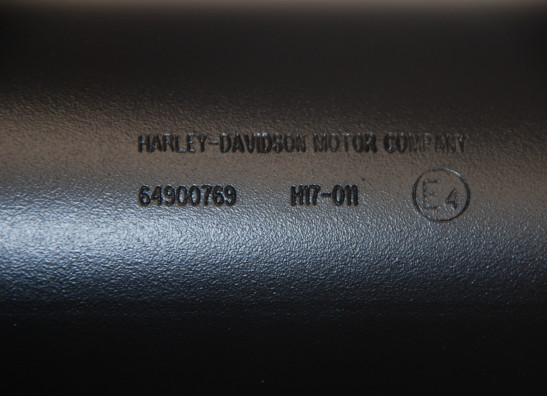 HARLEY-DAVIDSON MOTOR COMPANY
64900769 H17-011 E4